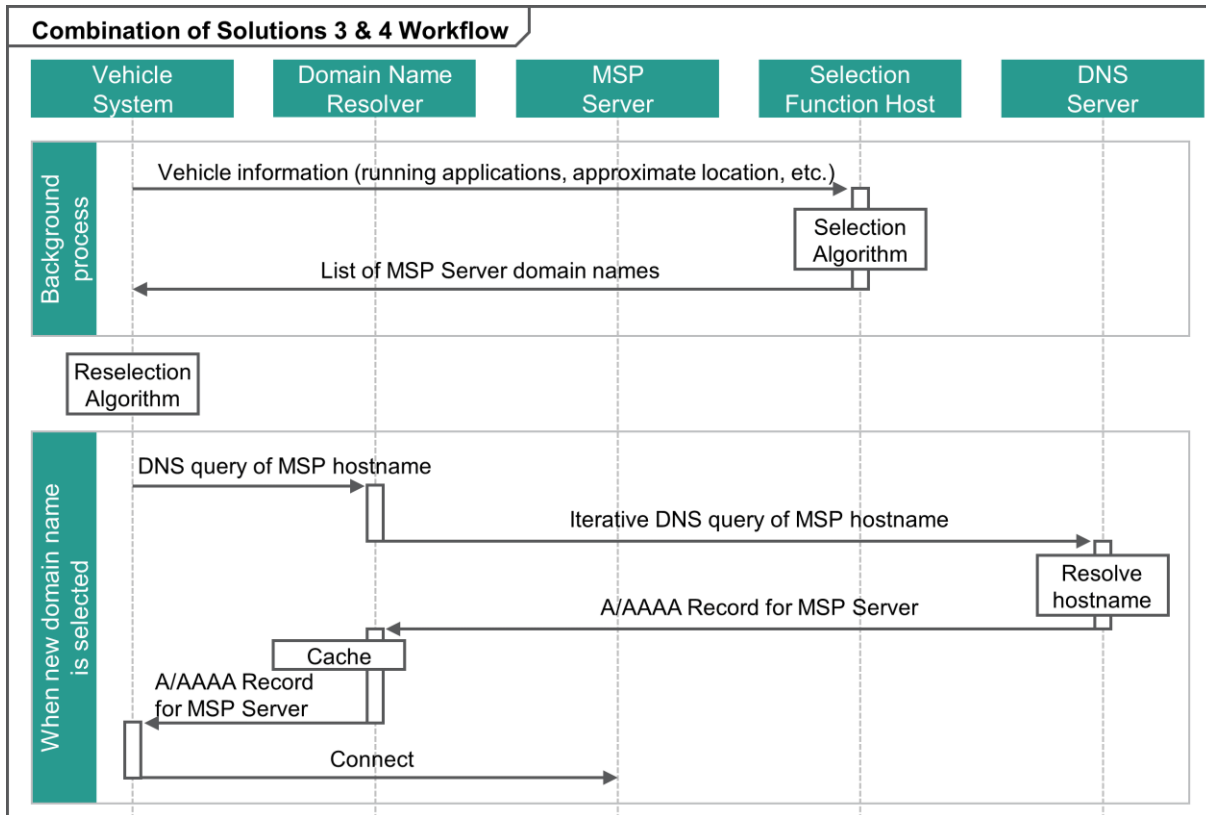 Combination of Solutions 3 & 4 Workflow
Vehicle
System
Domain Name
Resolver
MSP
Server
Selection
Function Host
DNS
Server
Background
process
Vehicle information (running applications, approximate location, etc.)
Selection
Algorithm
List of MSP Server domain names
Reselection
Algorithm
When new domain name
is selected
DNS query of MSP hostname
Iterative DNS query of MSP hostname
Resolve
hostname
A/AAAA Record for MSP Server
Cache
A/AAAA Record
for MSP Server
Connect